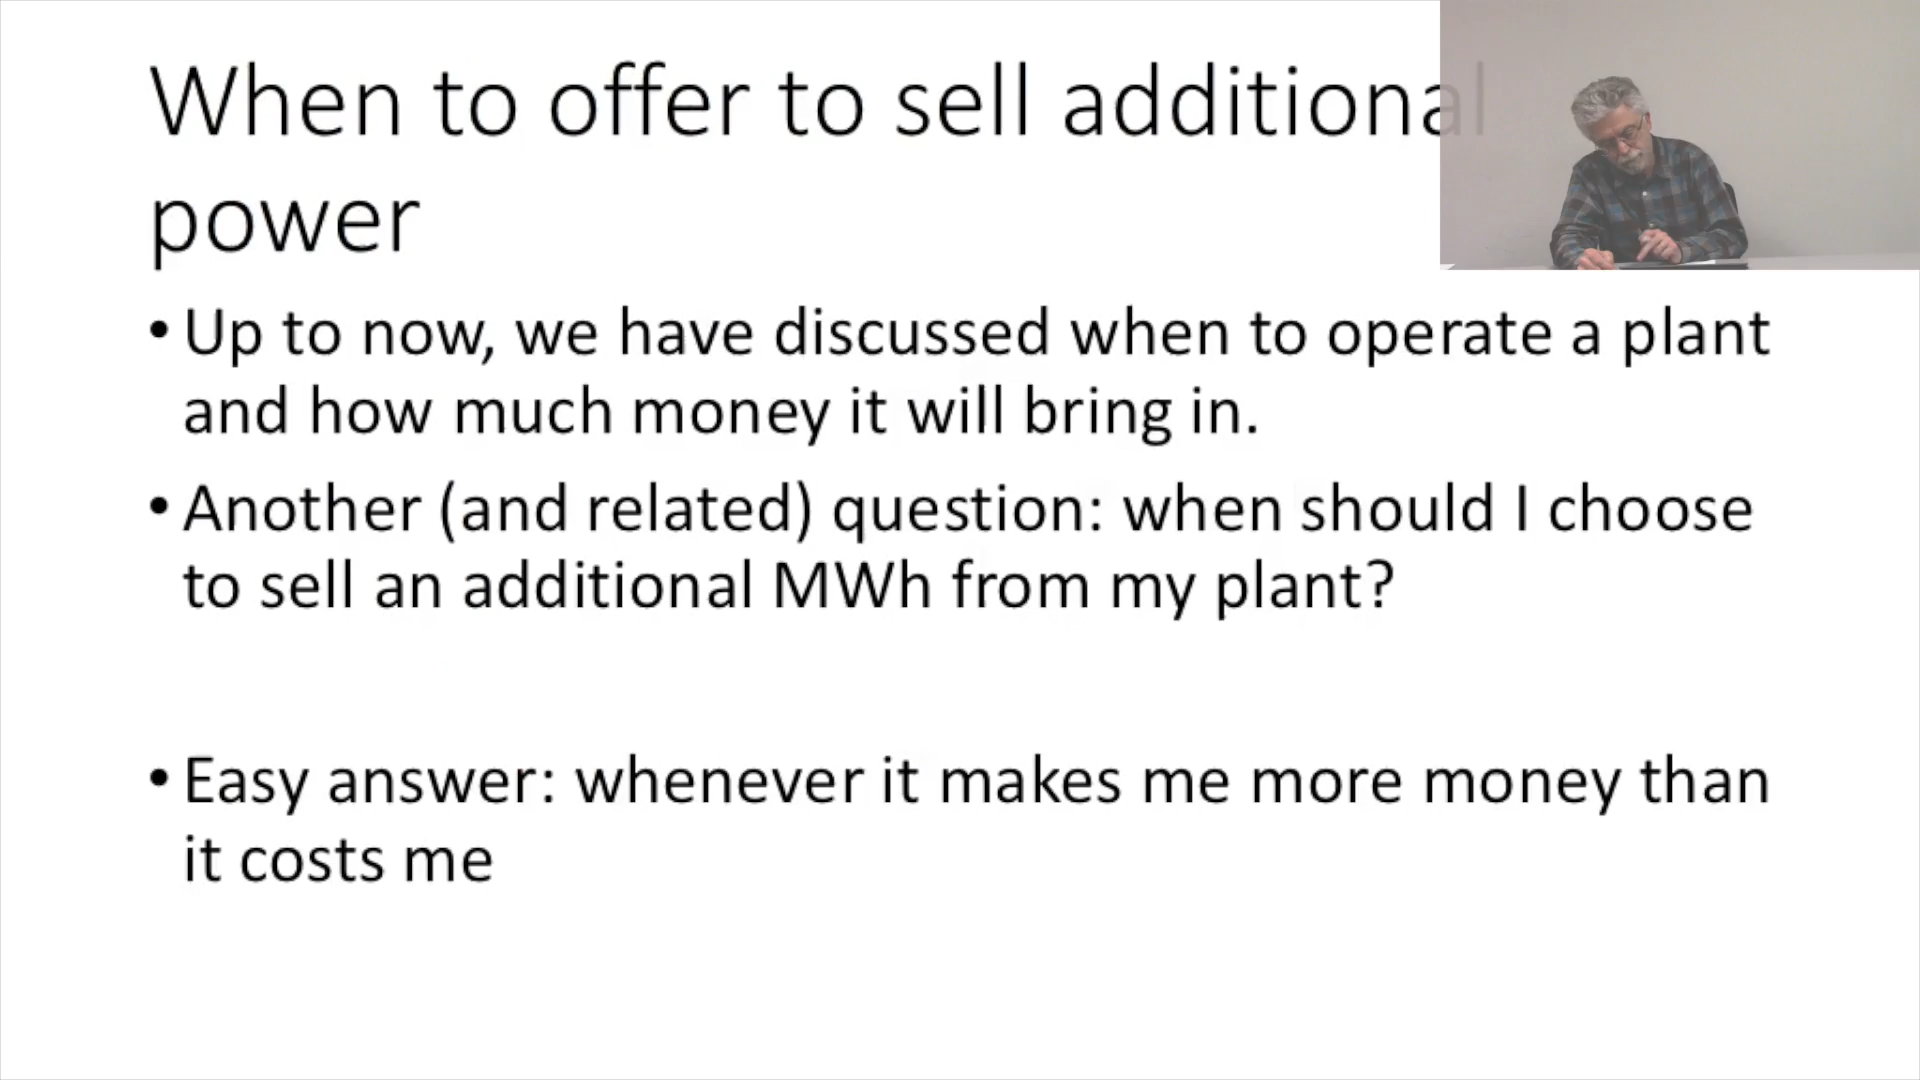 When to offer to sell additional
power
• Up to now, we have discussed when to operate a plant
and how much money it will bring in.
• Another (and related) question: when should I choose
to sell an additional MWh from my plant?
• Easy answer: whenever it makes me more money than
it costs me